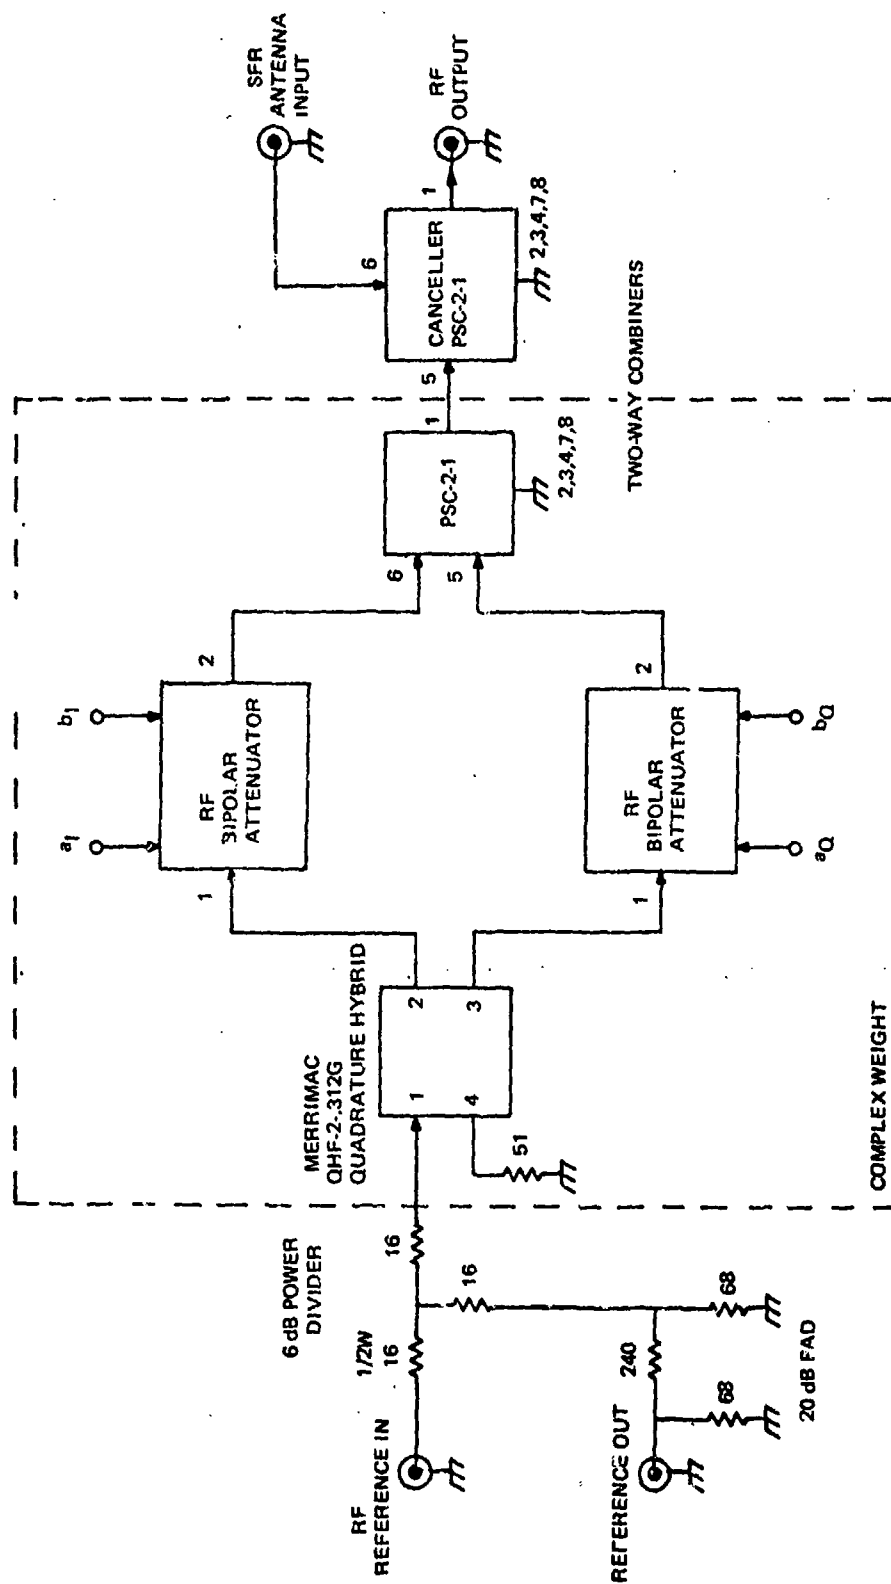 SFR
ANTENNA
INPUT
RF
OUTPUT
1
6
CANCELLER
PSC-2-1
2,3,4,7,8
5
TWO-WAY COMBINERS
1
PSC-2-1
2,3,4,7,8
6
5
2
2
bI
bQ
RF
BIPOLAR
ATTENUATOR
RF
BIPOLAR
ATTENUATOR
aI
aQ
1
1
MERRIMAC
QHF-2-.312G
QUADRATURE HYBRID
2
3
1
4
51
COMPLEX WEIGHT
6 dB POWER
DIVIDER
16
16
1/2W
16
68
240
68
20 dB PAD
RF
REFERENCE IN
REFERENCE OUT